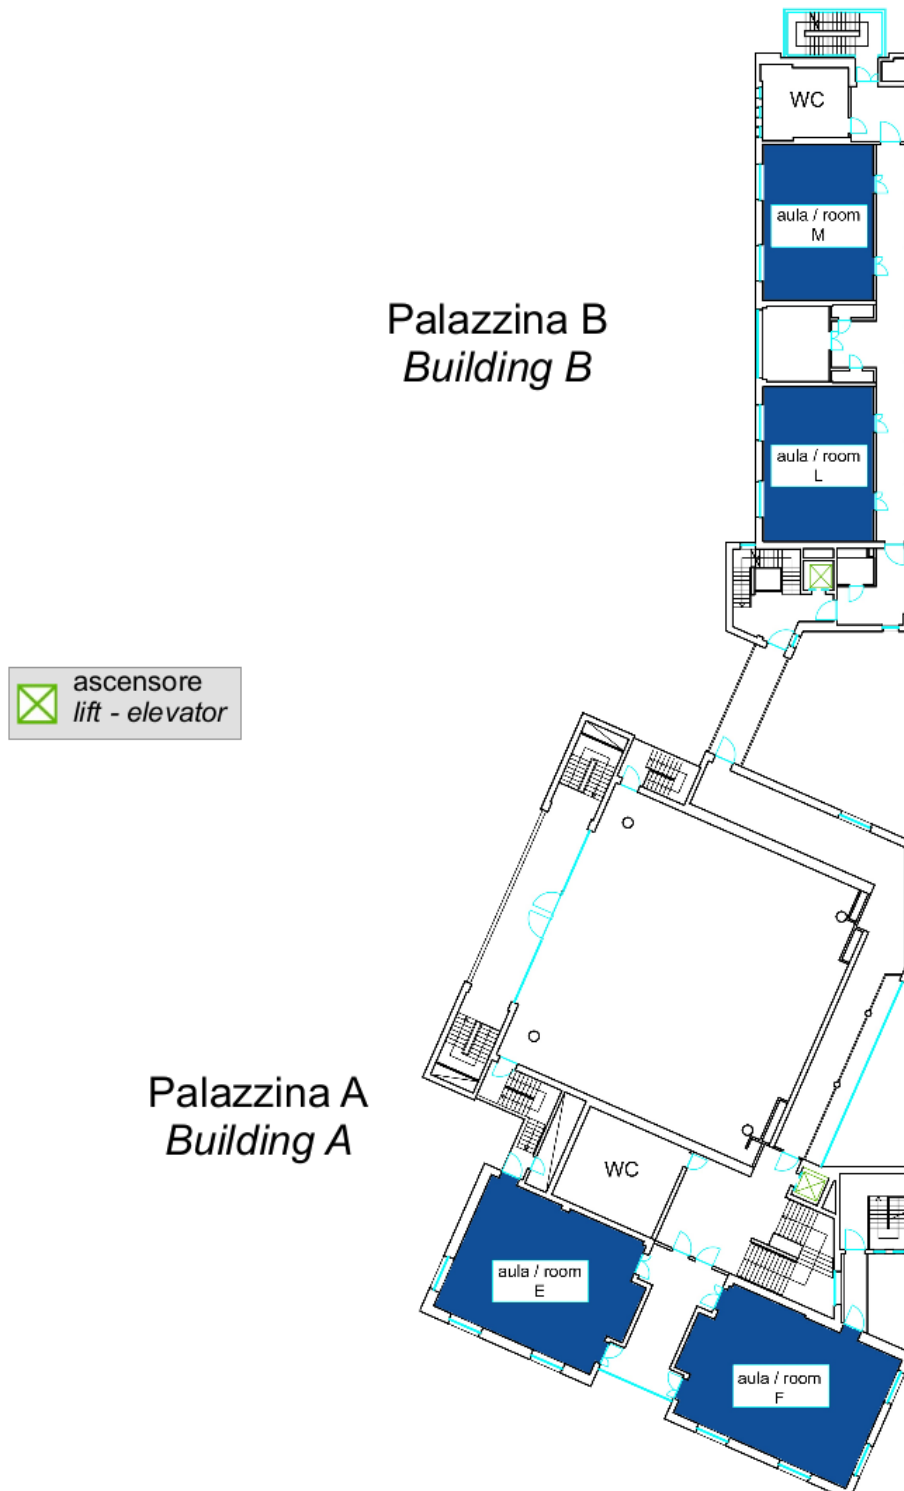 WC
aula / room
M
Palazzina B
Building B
aula / room
L
ascensore
lift - elevator
Palazzina A
Building A
WC
aula / room
E
aula / room
F